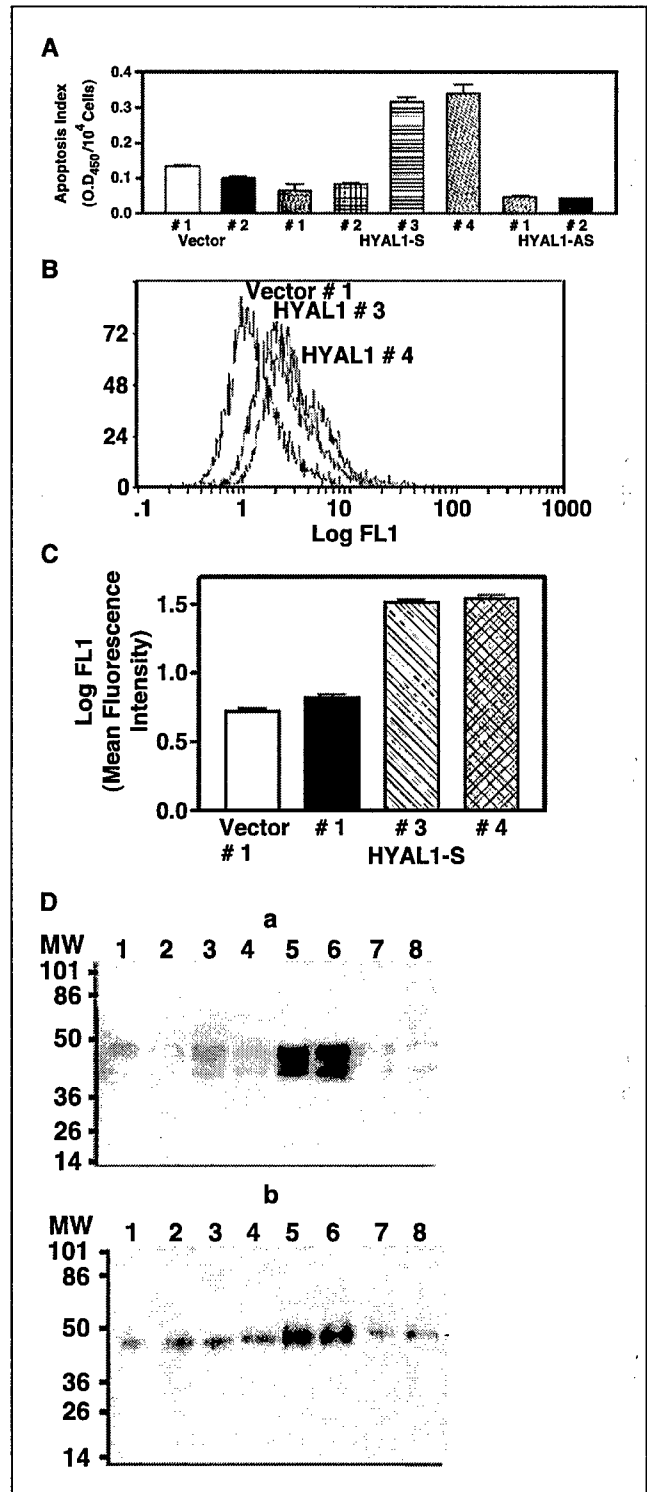 A
Apoptosis Index
(O.D450/10^4 Cells)
0.4
0.3
0.2
0.1
0.0
# 1 # 2 # 1 # 2 # 3 # 4 # 1 # 2
Vector HYAL1-S HYAL1-AS
B
Vector # 1
HYAL1 # 3
HYAL1 # 4
72
48
24
0
.1 1 10 100 1000
Log FL1
C
Log FL1
(Mean Fluorescence
Intensity)
1.5
1.0
0.5
0.0
Vector # 1 # 3 # 4
# 1 HYAL1-S
D
a
MW 1 2 3 4 5 6 7 8
101
86
50
36
26
14
b
MW 1 2 3 4 5 6 7 8
101
86
50
36
26
14